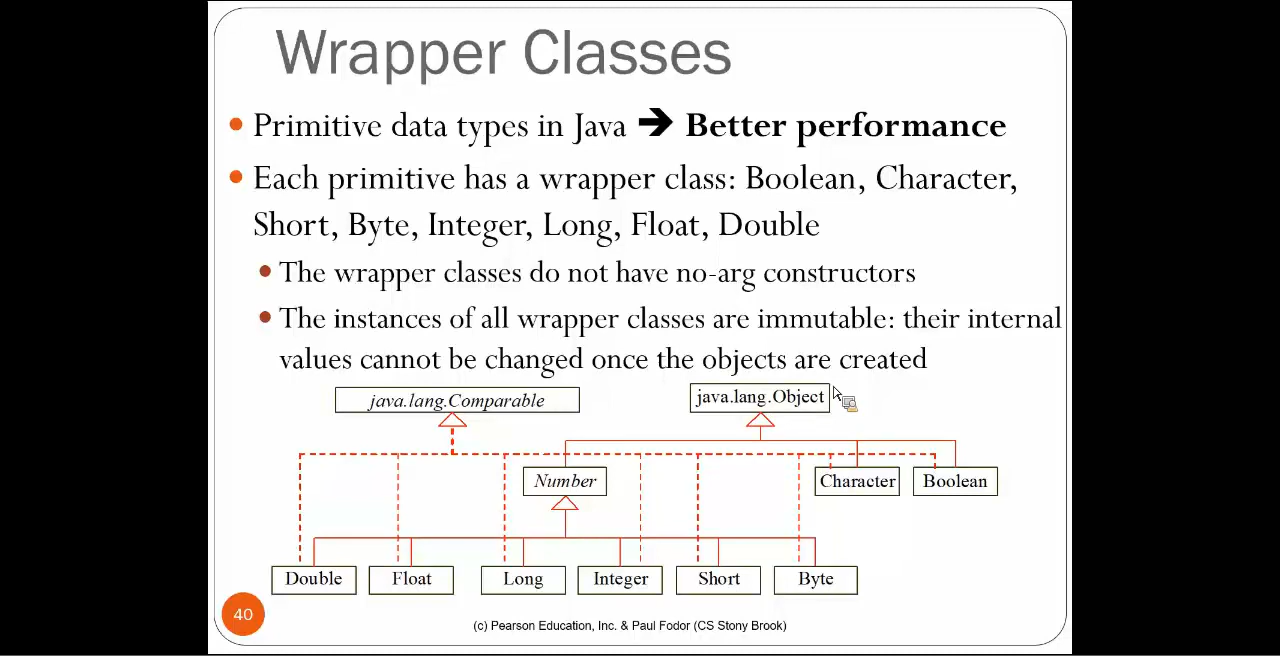 Wrapper Classes
• Primitive data types in Java ➔ Better performance
• Each primitive has a wrapper class: Boolean, Character,
Short, Byte, Integer, Long, Float, Double
• The wrapper classes do not have no-arg constructors
• The instances of all wrapper classes are immutable: their internal
values cannot be changed once the objects are created
java.lang.Comparable java.lang.Object
Number Character Boolean
Double Float Long Integer Short Byte
40
(c) Pearson Education, Inc. & Paul Fodor (CS Stony Brook)